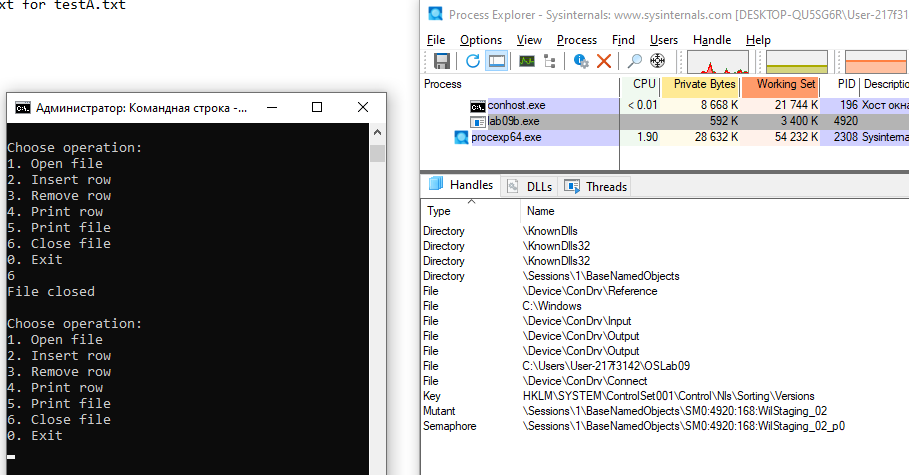 xt for testA.txt
Администратор: Командная строка -...
Choose operation:
1. Open file
2. Insert row
3. Remove row
4. Print row
5. Print file
6. Close file
0. Exit
6
File closed
Choose operation:
1. Open file
2. Insert row
3. Remove row
4. Print row
5. Print file
6. Close file
0. Exit
Process Explorer - Sysinternals: www.sysinternals.com [DESKTOP-QU5SG6R\User-217f31
File Options View Process Find Users Handle Help
Process CPU Private Bytes Working Set PID Descriptio
conhost.exe < 0.01 8 668 K 21 744 K 196 Хост окна
lab09b.exe 592 K 3 400 K 4920
procexp64.exe 1.90 28 632 K 54 232 K 2308 Sysinterna
Handles DLLs Threads
Type Name
Directory \KnownDlls
Directory \KnownDlls32
Directory \KnownDlls32
Directory \Sessions\1\BaseNamedObjects
File \Device\ConDrv\Reference
File C:\Windows
File \Device\ConDrv\Input
File \Device\ConDrv\Output
File \Device\ConDrv\Output
File C:\Users\User-217f3142\OSLab09
File \Device\ConDrv\Connect
Key HKLM\SYSTEM\ControlSet001\Control\Nls\Sorting\Versions
Mutant \Sessions\1\BaseNamedObjects\SM0:4920:168:WilStaging_02
Semaphore \Sessions\1\BaseNamedObjects\SM0:4920:168:WilStaging_02_p0